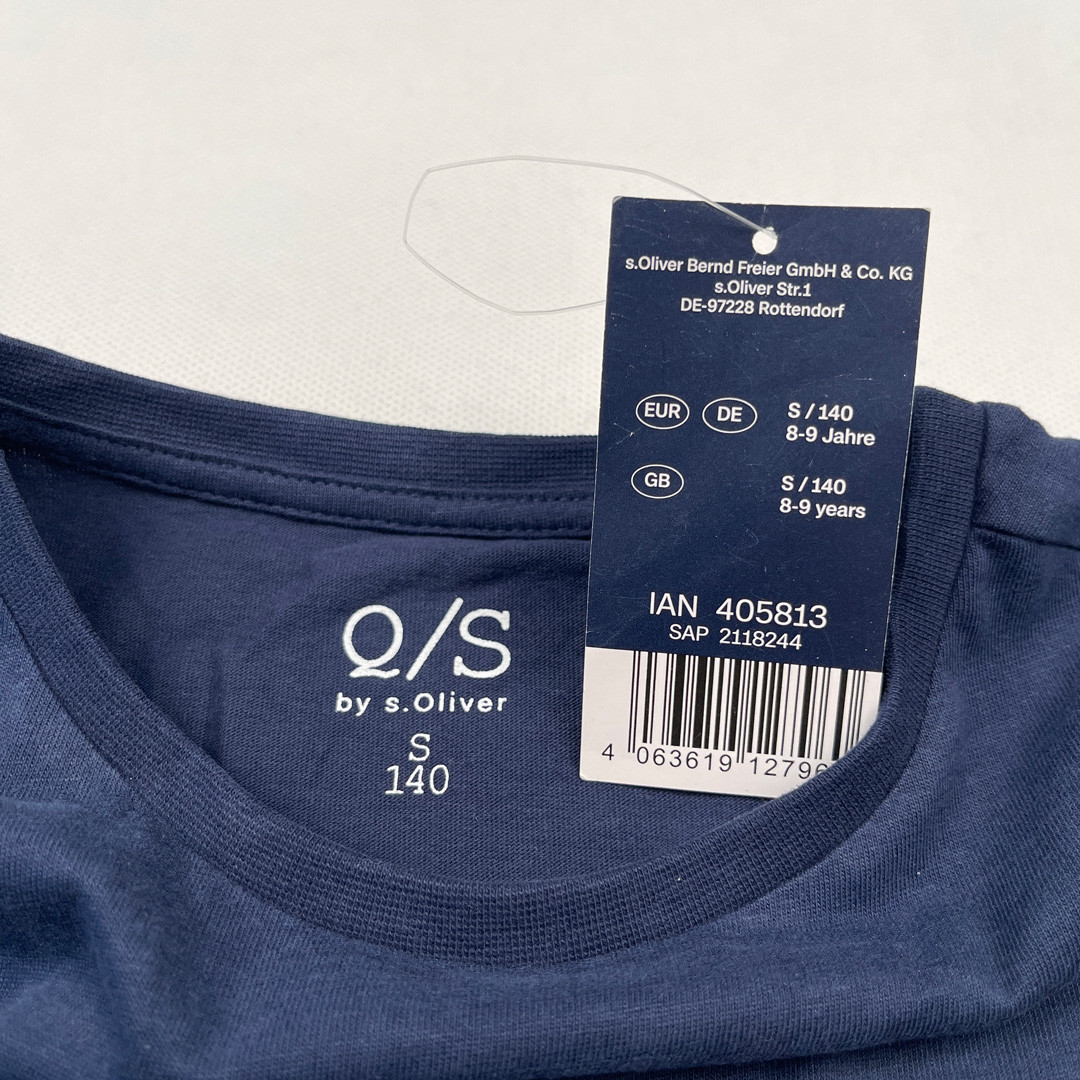 s.Oliver Bernd Freier GmbH & Co. KG
s.Oliver Str.1
DE-97228 Rottendorf
EUR DE S / 140
8-9 Jahre
GB S / 140
8-9 years
IAN 405813
SAP 2118244
4 063619 12796
Q/S
by s.Oliver
S
140